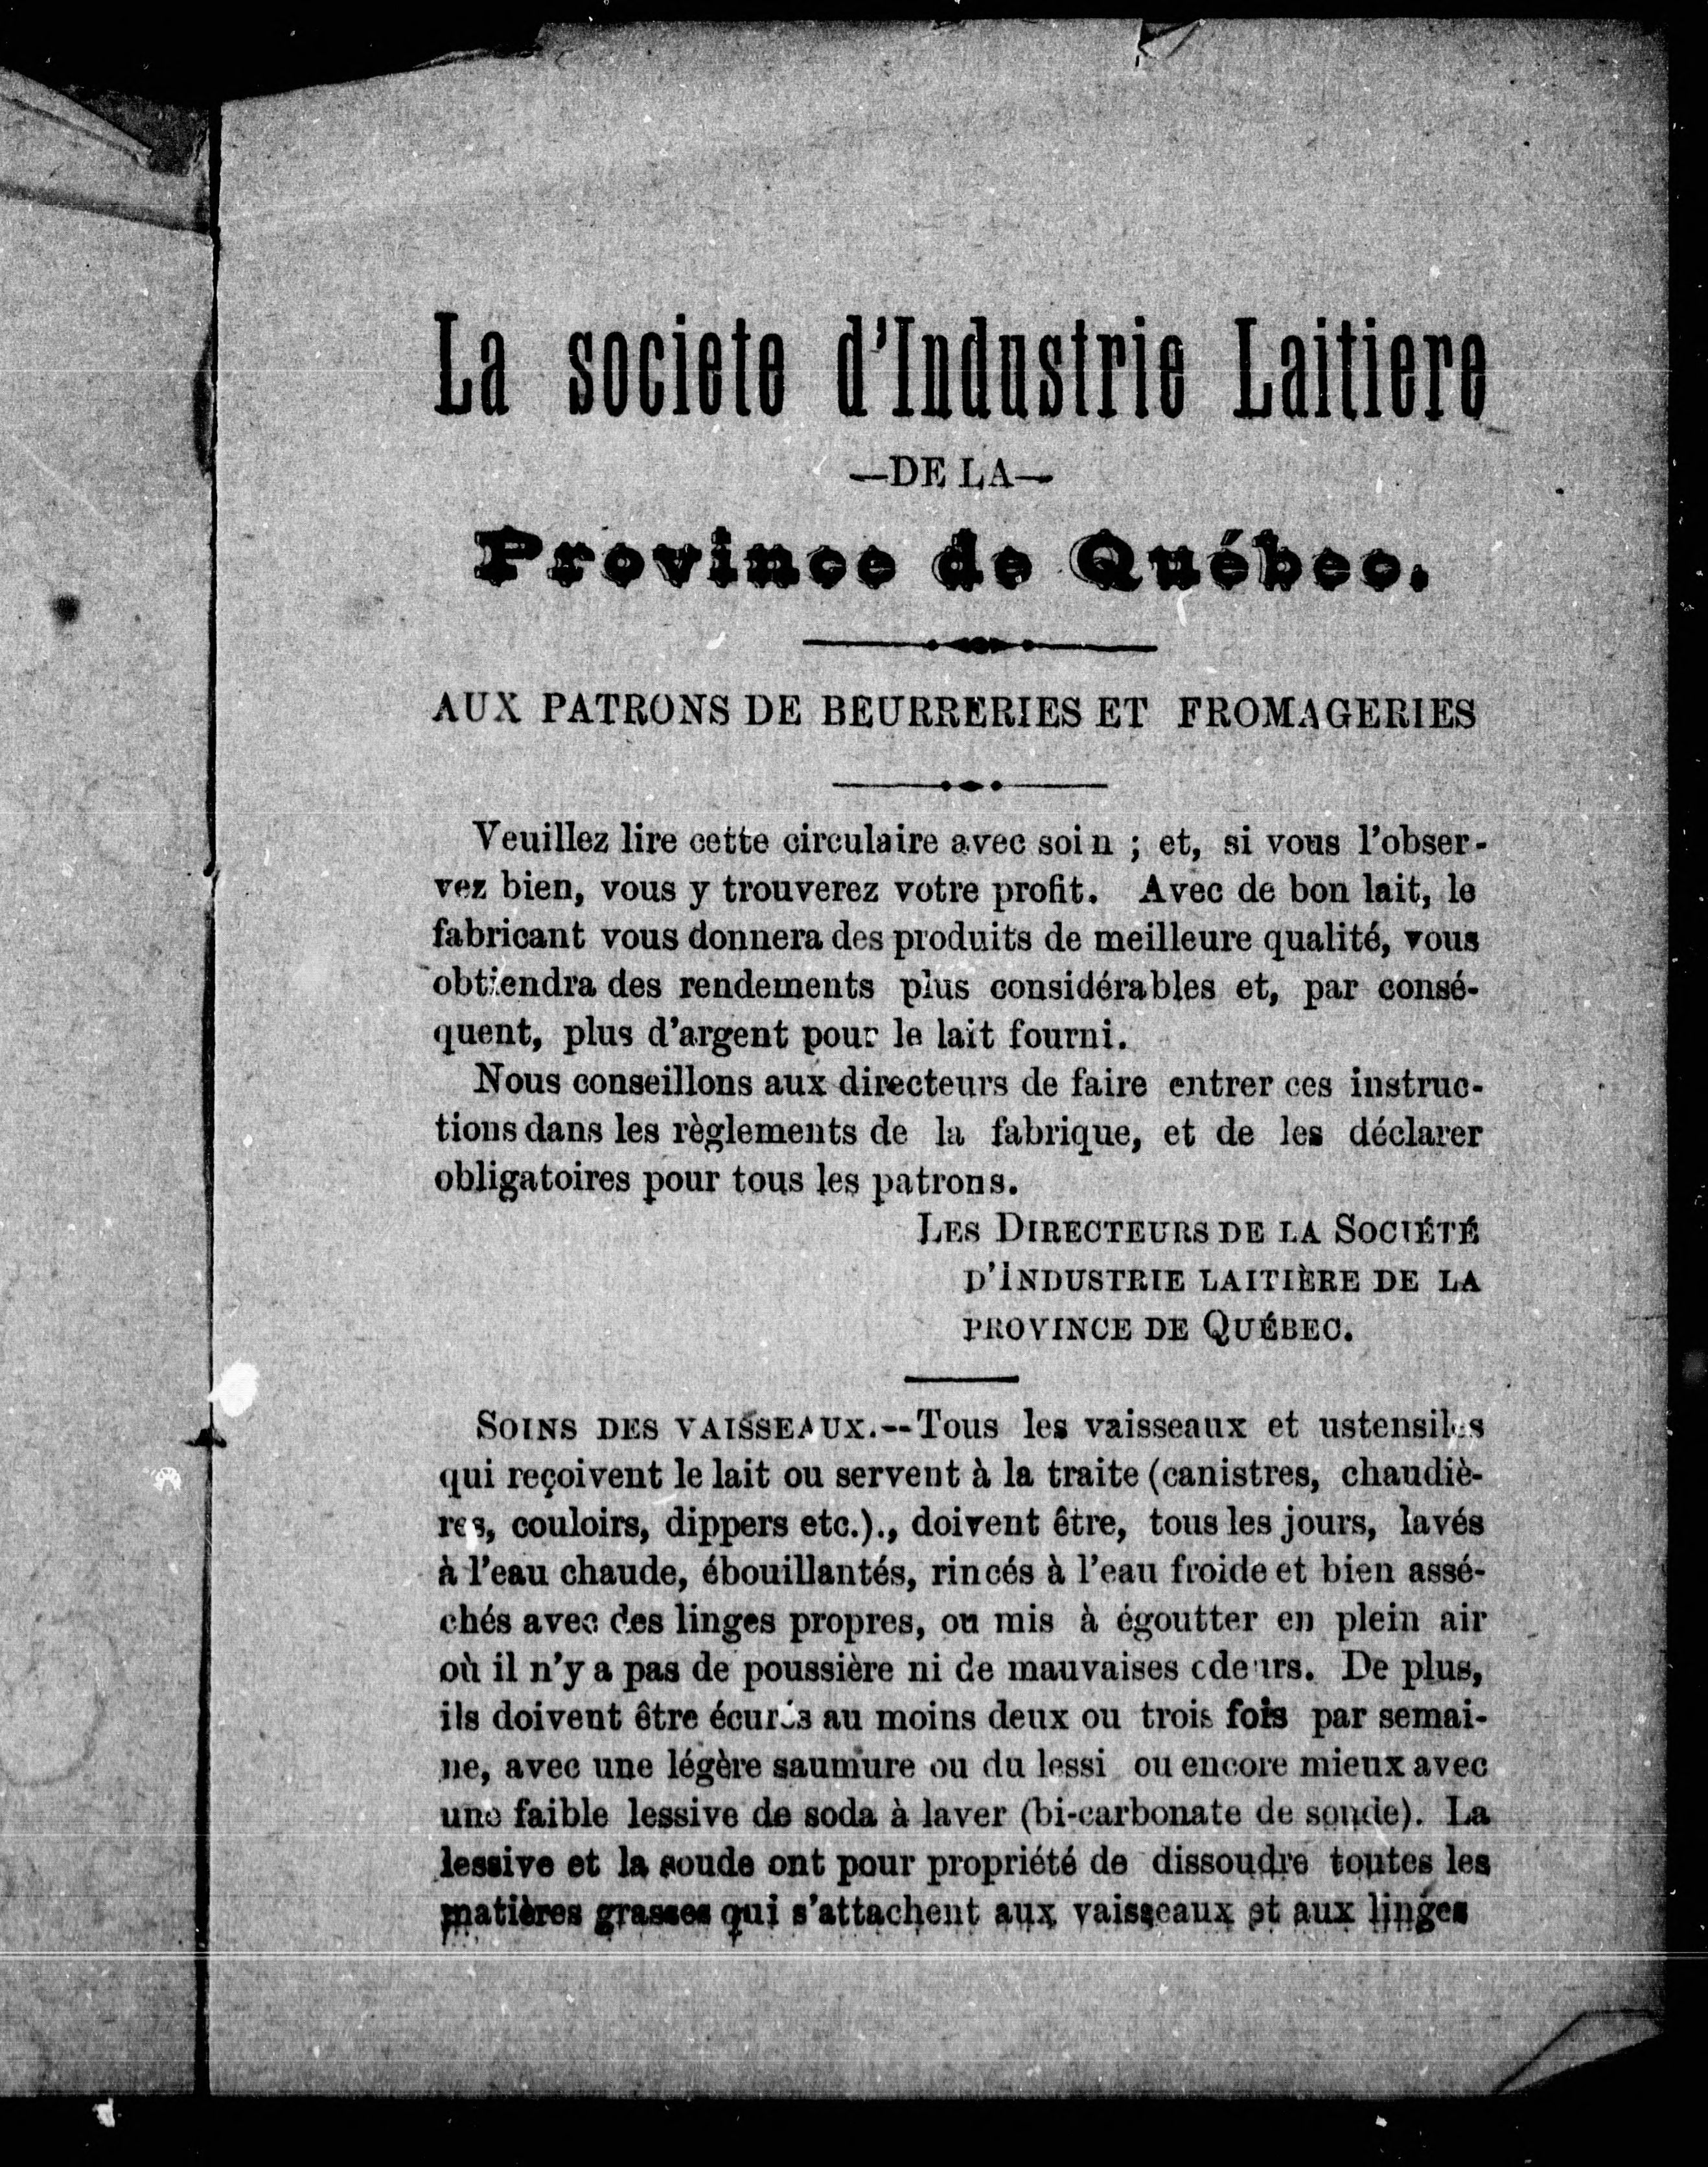 La societe d'Industrie Laitiere
—DE LA—
Province de Québec.
AUX PATRONS DE BEURRERIES ET FROMAGERIES
Veuillez lire cette circulaire avec soin ; et, si vous l'obser-
vez bien, vous y trouverez votre profit. Avec de bon lait, le
fabricant vous donnera des produits de meilleure qualité, vous
obtiendra des rendements plus considérables et, par consé-
quent, plus d'argent pour le lait fourni.
Nous conseillons aux directeurs de faire entrer ces instruc-
tions dans les règlements de la fabrique, et de les déclarer
obligatoires pour tous les patrons.
LES DIRECTEURS DE LA SOCIÉTÉ
D'INDUSTRIE LAITIÈRE DE LA
PROVINCE DE QUÉBEC.
SOINS DES VAISSEAUX.--Tous les vaisseaux et ustensiles
qui reçoivent le lait ou servent à la traite (canistres, chaudiè-
res, couloirs, dippers etc.)., doivent être, tous les jours, lavés
à l'eau chaude, ébouillantés, rincés à l'eau froide et bien assé-
chés avec des linges propres, ou mis à égoutter en plein air
où il n'y a pas de poussière ni de mauvaises odeurs. De plus,
ils doivent être écurés au moins deux ou trois fois par semai-
ne, avec une légère saumure ou du lessi ou encore mieux avec
une faible lessive de soda à laver (bi-carbonate de soude). La
lessive et la soude ont pour propriété de dissoudre toutes les
matières grasses qui s'attachent aux vaisseaux et aux linges